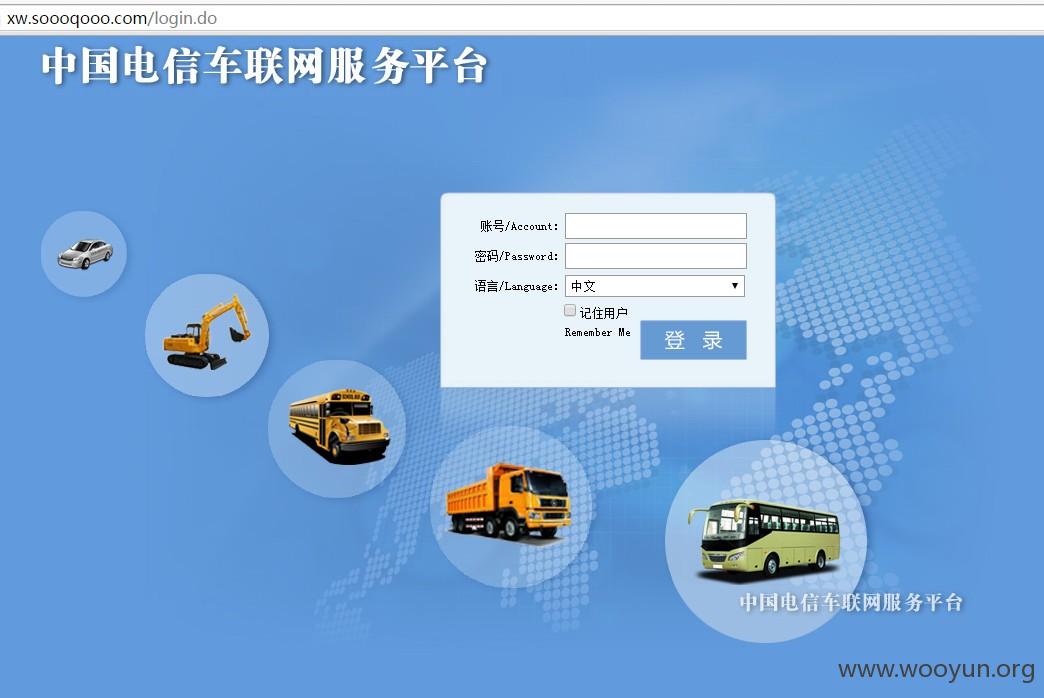 xw.soooqooo.com/login.do
中国电信车联网服务平台
账号/Account:
密码/Password:
语言/Language: 中文
记住用户
Remember Me
登 录
SCHOOL BUS
中国电信车联网服务平台
www.wooyun.org